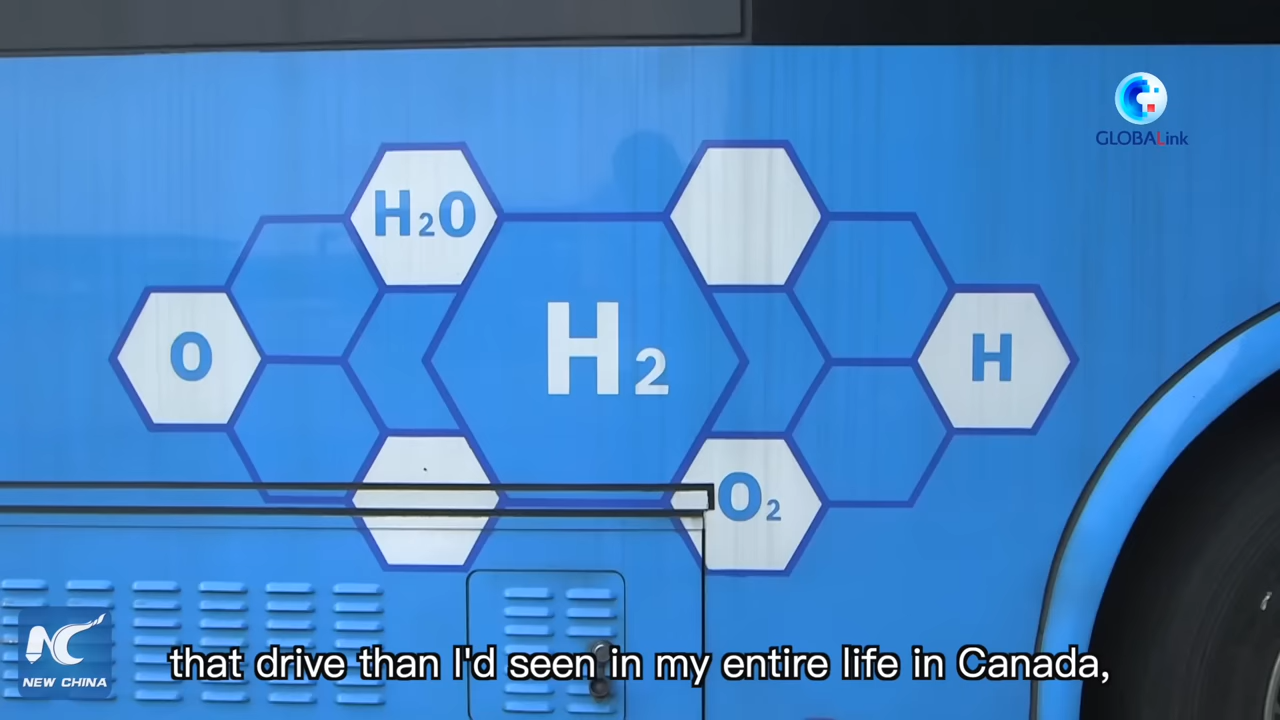 GLOBALink
H₂O
O
H₂
H
O₂
NEW CHINA
that drive than I'd seen in my entire life in Canada,